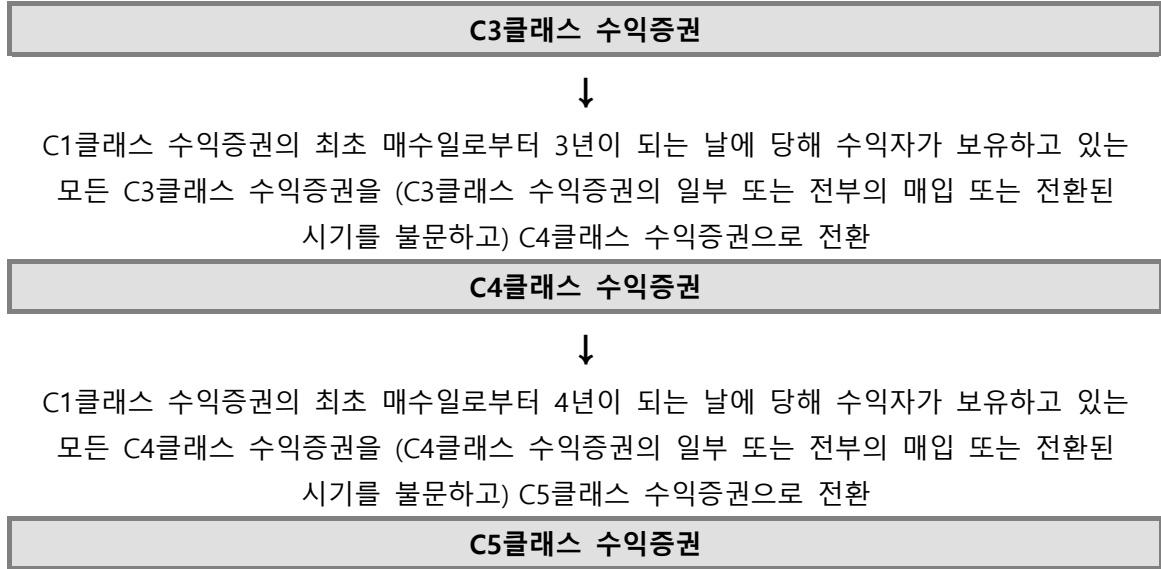 C3클래스 수익증권
↓
C1클래스 수익증권의 최초 매수일로부터 3년이 되는 날에 당해 수익자가 보유하고 있는
모든 C3클래스 수익증권을 (C3클래스 수익증권의 일부 또는 전부의 매입 또는 전환된
시기를 불문하고) C4클래스 수익증권으로 전환
C4클래스 수익증권
↓
C1클래스 수익증권의 최초 매수일로부터 4년이 되는 날에 당해 수익자가 보유하고 있는
모든 C4클래스 수익증권을 (C4클래스 수익증권의 일부 또는 전부의 매입 또는 전환된
시기를 불문하고) C5클래스 수익증권으로 전환
C5클래스 수익증권